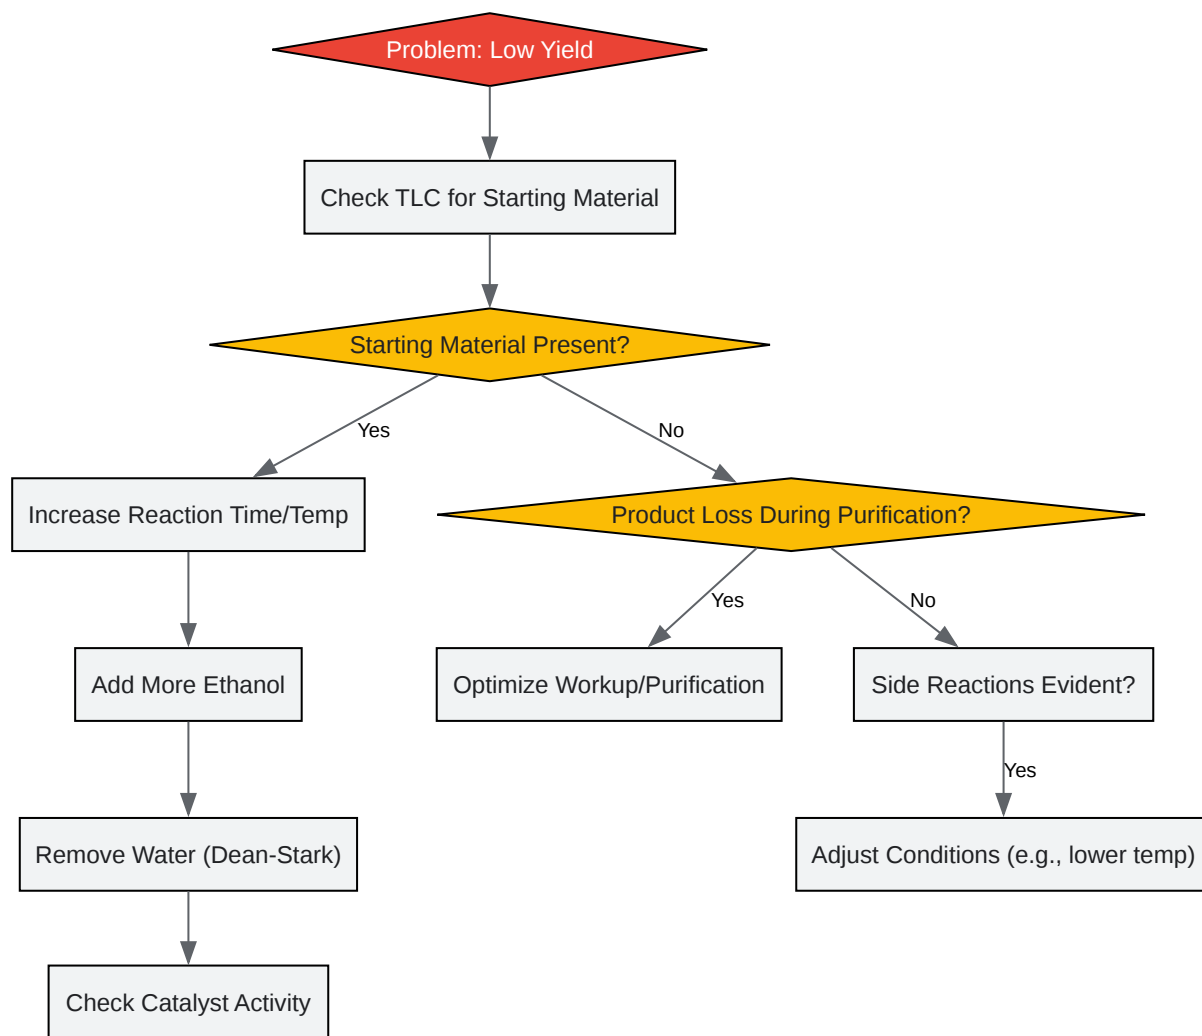 Problem: Low Yield
Check TLC for Starting Material
Starting Material Present?
Yes
No
Increase Reaction Time/Temp
Product Loss During Purification?
Yes
No
Add More Ethanol
Optimize Workup/Purification
Side Reactions Evident?
Yes
Remove Water (Dean-Stark)
Adjust Conditions (e.g., lower temp)
Check Catalyst Activity